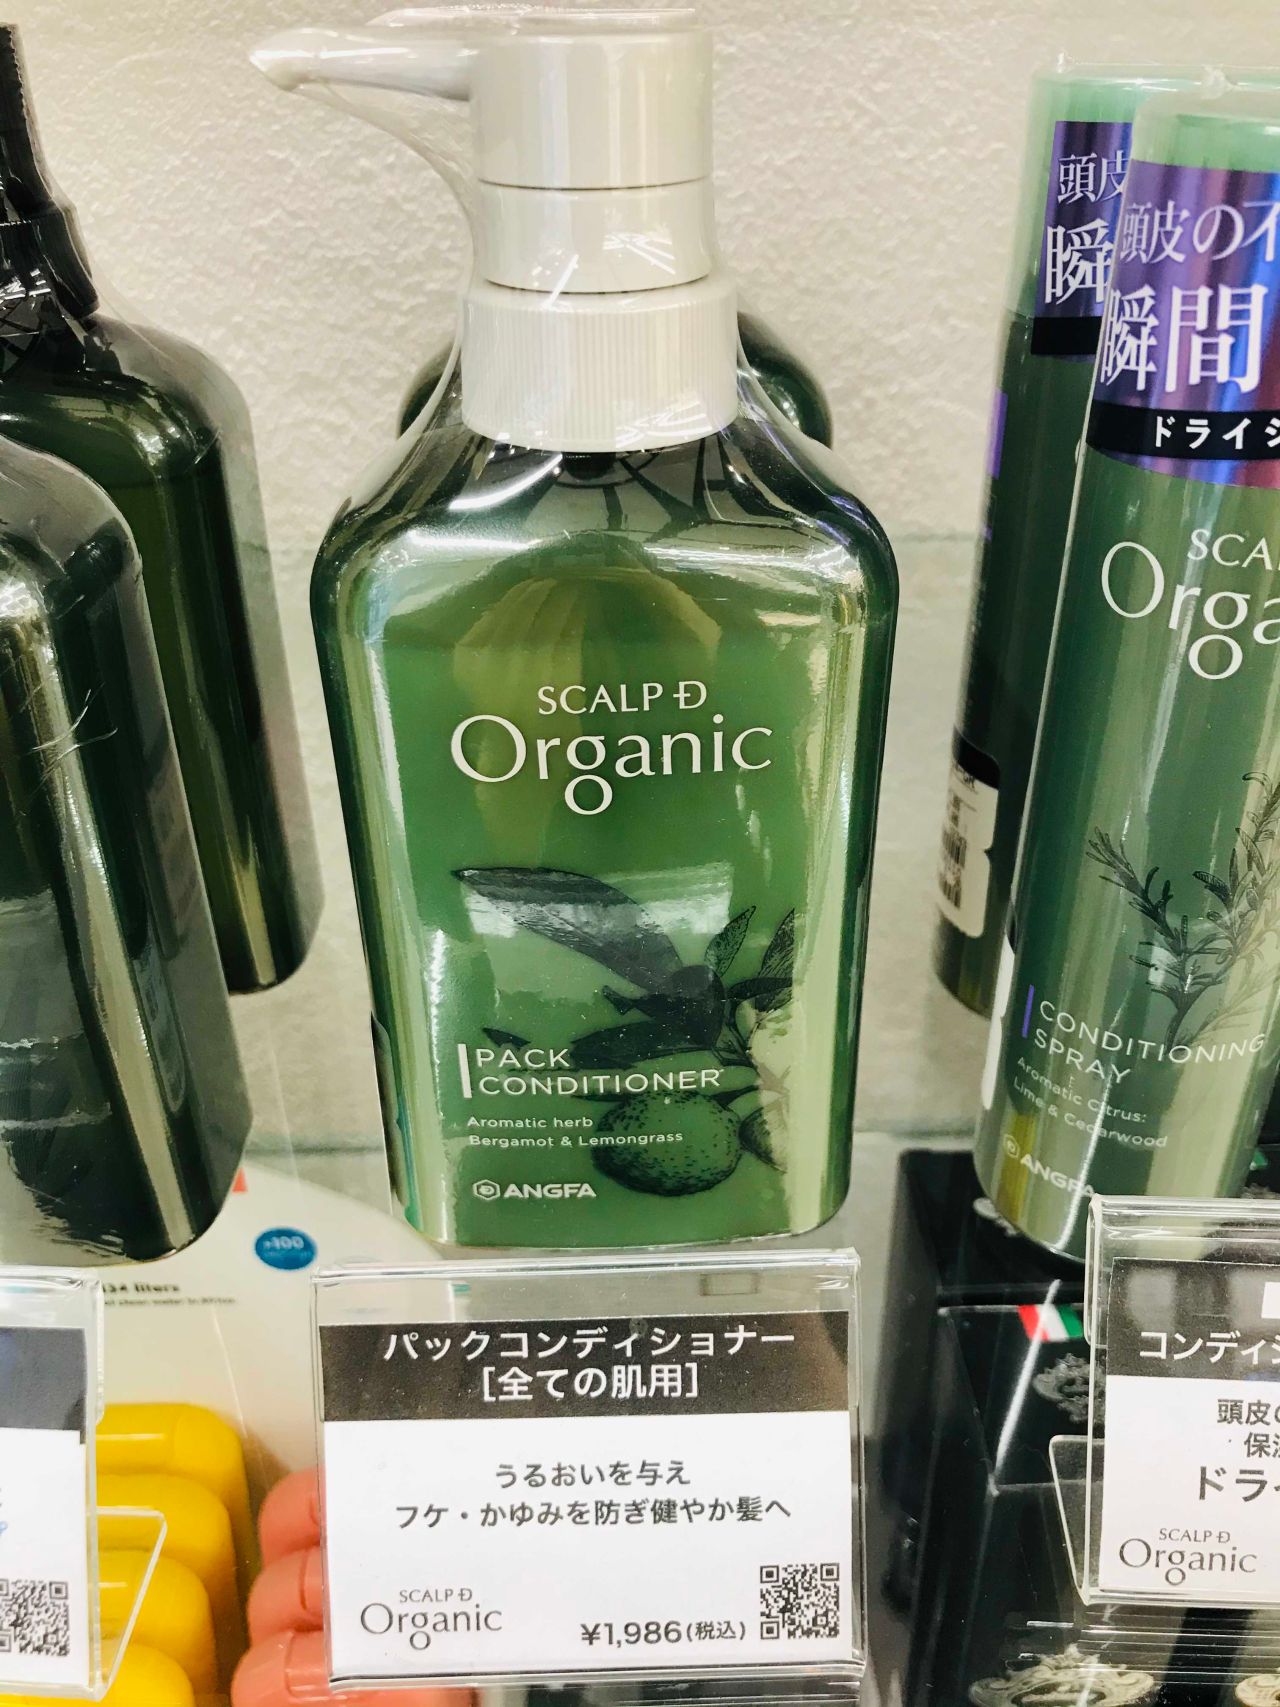 頭皮
瞬
頭皮の不
瞬間
ドライシ
SCALP D
Organic
PACK
CONDITIONER
Aromatic herb
Bergamot & Lemongrass
ANGFA
SCAL
Orga
CONDITIONING
SPRAY
Aromatic Citrus:
Lime & Cedarwood
ANGFA
+100
パックコンディショナー
[全ての肌用]
うるおいを与え
フケ・かゆみを防ぎ健やか髪へ
SCALP D
Organic
¥1,986(税込)
コンディシ
頭皮の
保湿
ドライ
SCALP D
Organic